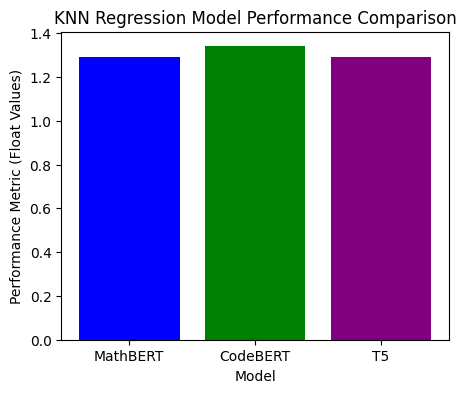 KNN Regression Model Performance Comparison
Performance Metric (Float Values)
1.4
1.2
1.0
0.8
0.6
0.4
0.2
0.0
MathBERT
CodeBERT
T5
Model